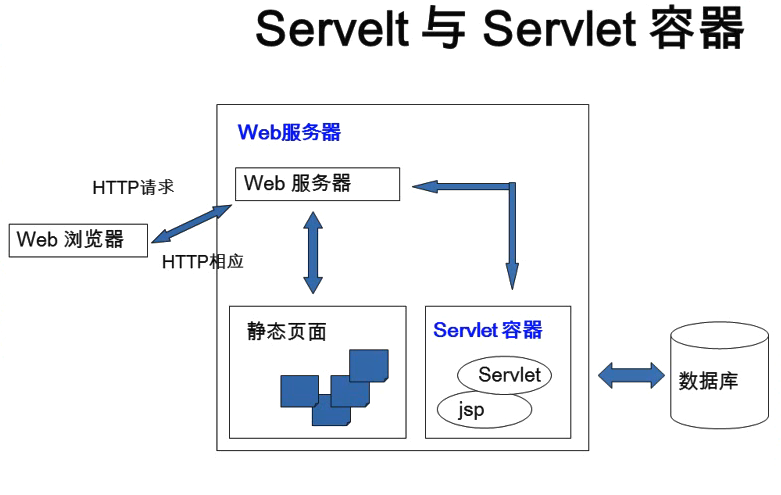 Servelt 与 Servlet 容器
Web服务器
Web 服务器
HTTP请求
Web 浏览器
HTTP相应
静态页面
Servlet 容器
Servlet
jsp
数据库